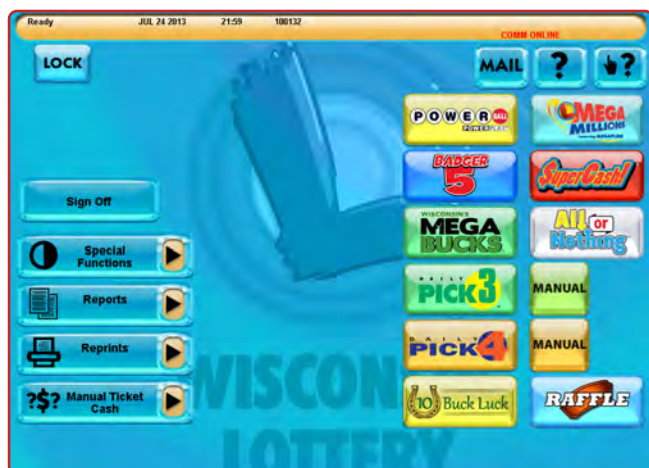 Ready JUL 24 2013 21:59 100132
COMM ONLINE
LOCK
MAIL ? ?
POWERBALL
POWER PLAY
MEGA
MILLIONS
BADGER
5
$uperCash!
Sign Off
WISCONSIN'S
MEGA
BUCKS
All or
Nothing
Special
Functions
DAILY
PICK 3
MANUAL
Reports
DAILY
PICK 4
MANUAL
Reprints
?$? Manual Ticket
Cash
10 Buck Luck
RAFFLE
WISCON
LOTTERY